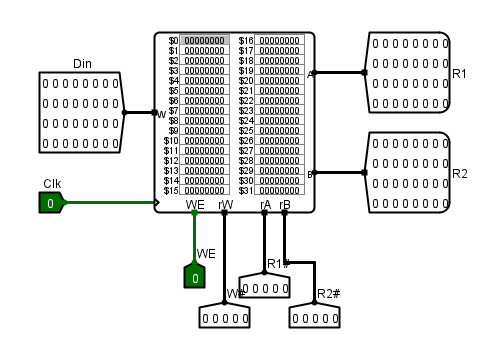 $0 00000000 $16 00000000
$1 00000000 $17 00000000
$2 00000000 $18 00000000
$3 00000000 $19 00000000
$4 00000000 $20 00000000
$5 00000000 $21 00000000
$6 00000000 $22 00000000
$7 00000000 $23 00000000
$8 00000000 $24 00000000
$9 00000000 $25 00000000
$10 00000000 $26 00000000
$11 00000000 $27 00000000
$12 00000000 $28 00000000
$13 00000000 $29 00000000
$14 00000000 $30 00000000
$15 00000000 $31 00000000
W
A
B
WE rW rA rB
Din
0 0 0 0 0 0 0 0
0 0 0 0 0 0 0 0
0 0 0 0 0 0 0 0
0 0 0 0 0 0 0 0
Clk
0
0 0 0 0 0 0 0 0
0 0 0 0 0 0 0 0
0 0 0 0 0 0 0 0
0 0 0 0 0 0 0 0
R1
0 0 0 0 0 0 0 0
0 0 0 0 0 0 0 0
0 0 0 0 0 0 0 0
0 0 0 0 0 0 0 0
R2
WE
0
W#
0 0 0 0 0
R1#
0 0 0 0 0
R2#
0 0 0 0 0